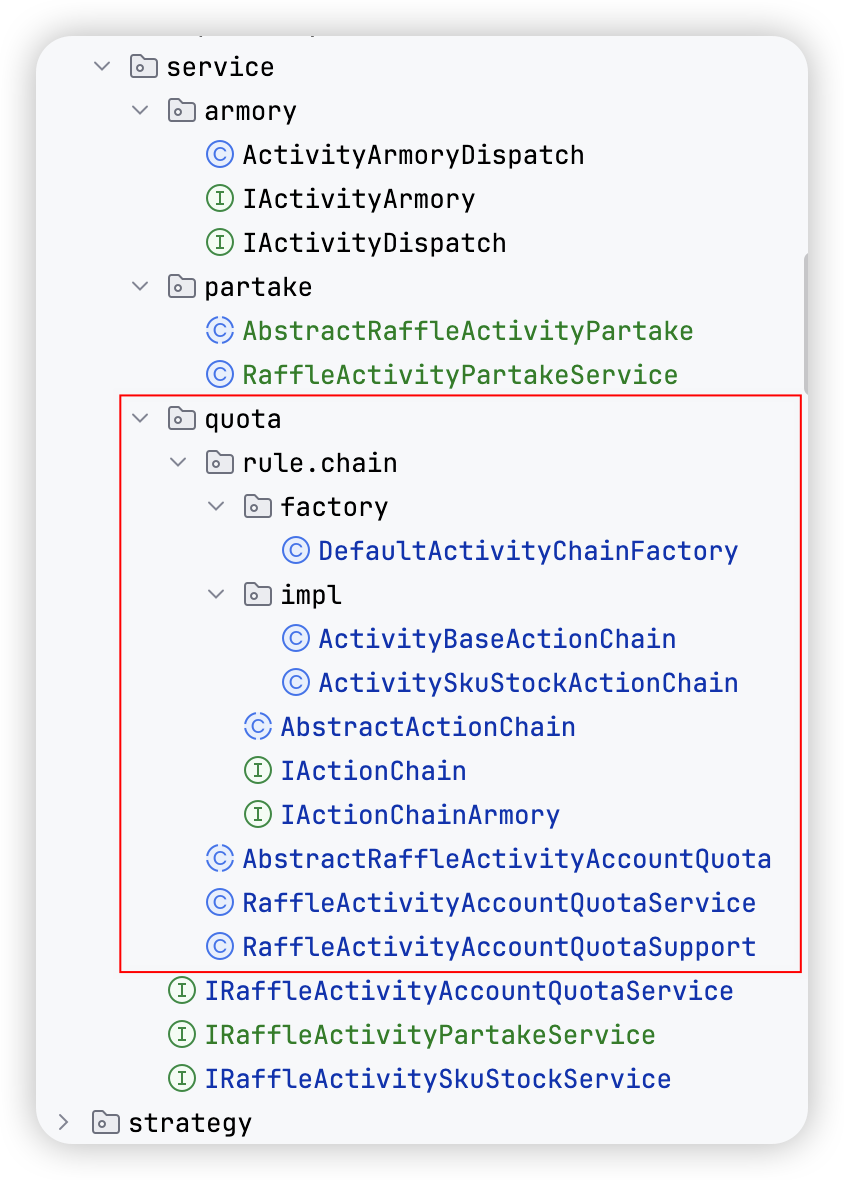 service
armory
ActivityArmoryDispatch
IActivityArmory
IActivityDispatch
partake
AbstractRaffleActivityPartake
RaffleActivityPartakeService
quota
rule.chain
factory
DefaultActivityChainFactory
impl
ActivityBaseActionChain
ActivitySkuStockActionChain
AbstractActionChain
IActionChain
IActionChainArmory
AbstractRaffleActivityAccountQuota
RaffleActivityAccountQuotaService
RaffleActivityAccountQuotaSupport
IRaffleActivityAccountQuotaService
IRaffleActivityPartakeService
IRaffleActivitySkuStockService
strategy